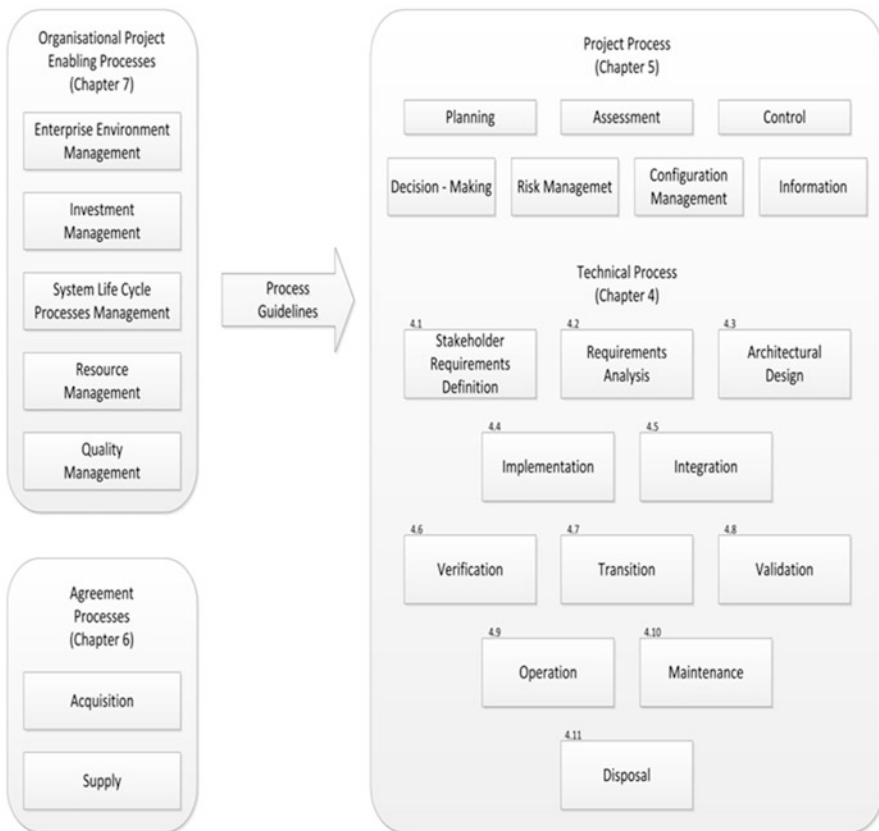 Organisational Project
Enabling Processes
(Chapter 7)
Enterprise Environment
Management
Investment
Management
System Life Cycle
Processes Management
Resource
Management
Quality
Management
Agreement
Processes
(Chapter 6)
Acquisition
Supply
Process
Guidelines
Project Process
(Chapter 5)
Planning
Assessment
Control
Decision - Making
Risk Managemet
Configuration
Management
Information
Technical Process
(Chapter 4)
4.1
Stakeholder
Requirements
Definition
4.2
Requirements
Analysis
4.3
Architectural
Design
4.4
Implementation
4.5
Integration
4.6
Verification
4.7
Transition
4.8
Validation
4.9
Operation
4.10
Maintenance
4.11
Disposal